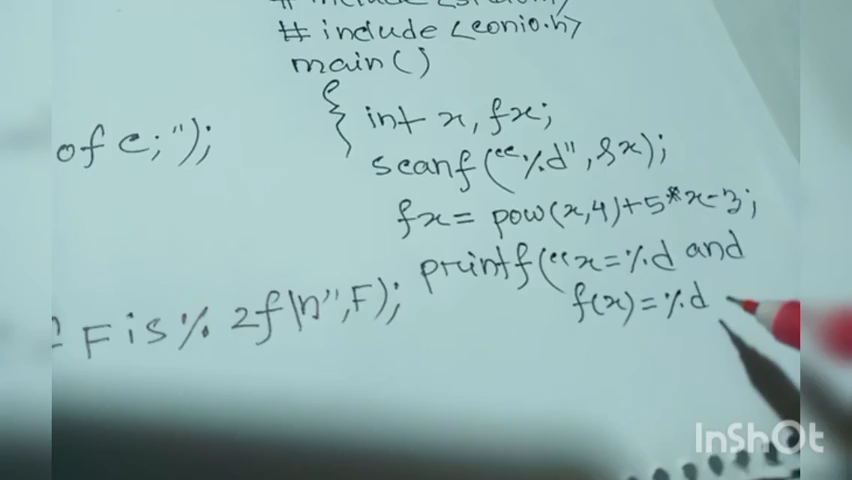 # include <conio.h>
main()
{ int x, fx;
of c;");
scanf("%d", &x);
fx = pow(x,4)+5*x-3;
printf("x=%d and
f(x)=%d
F is % 2f\n",F);
InShOt